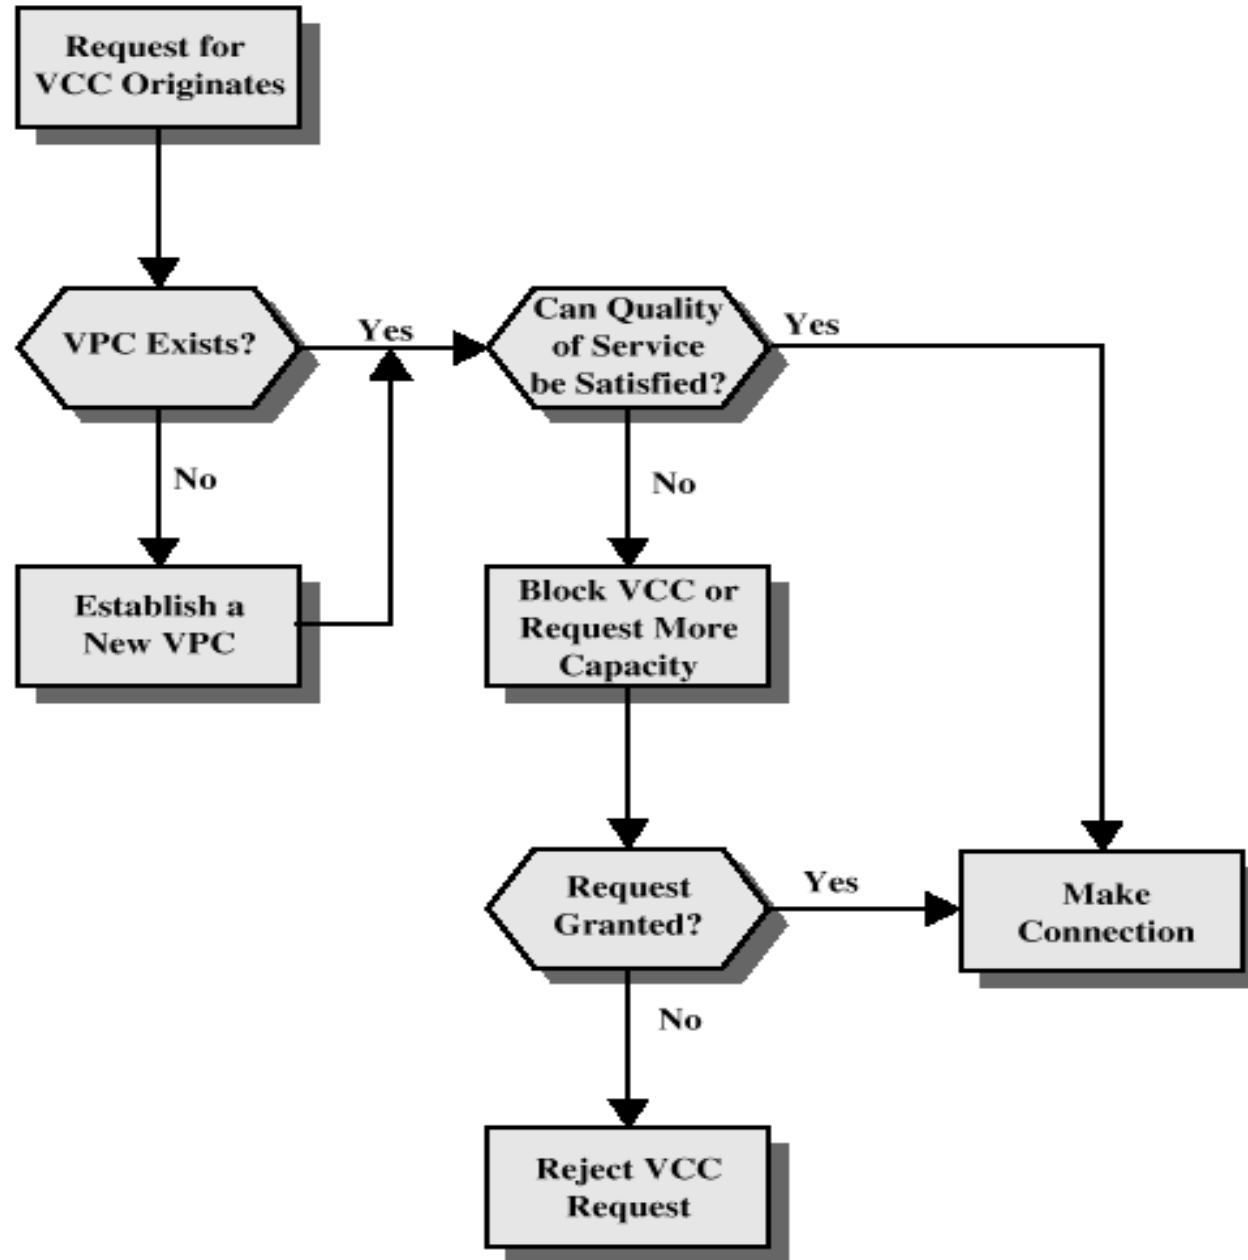 Request for
VCC Originates
VPC Exists?
Yes
Can Quality
of Service
be Satisfied?
Yes
No
No
Establish a
New VPC
Block VCC or
Request More
Capacity
Request
Granted?
Yes
Make
Connection
No
Reject VCC
Request